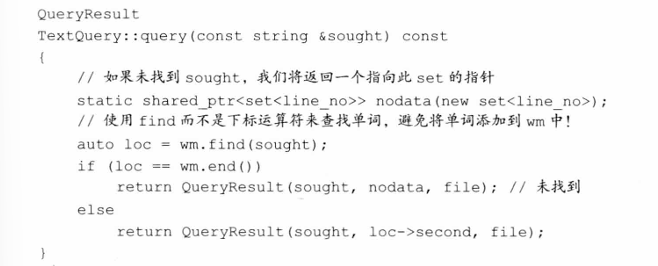 QueryResult
TextQuery::query(const string &sought) const
{
// 如果未找到 sought，我们将返回一个指向此 set 的指针
static shared_ptr<set<line_no>> nodata(new set<line_no>);
// 使用 find 而不是下标运算符来查找单词，避免将单词添加到 wm 中！
auto loc = wm.find(sought);
if (loc == wm.end())
return QueryResult(sought, nodata, file); // 未找到
else
return QueryResult(sought, loc->second, file);
}